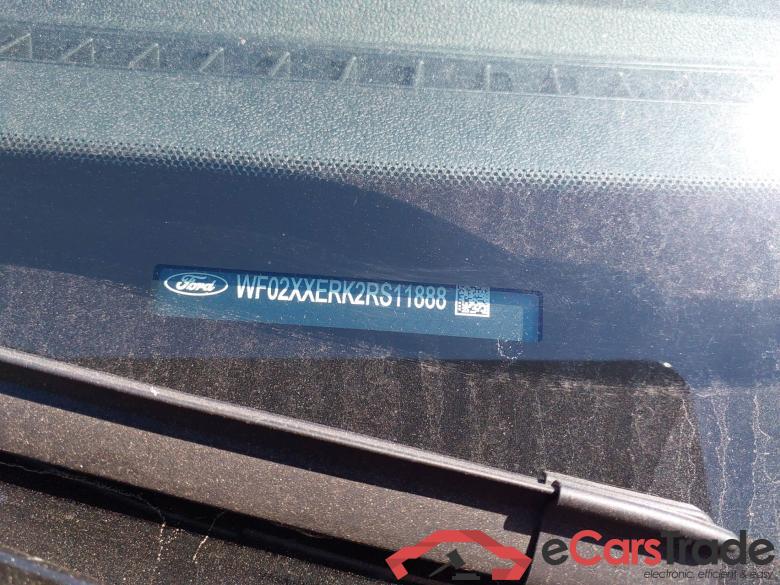 Ford WF02XXERK2RS11888
eCarsTrade
electronic, efficient & easy